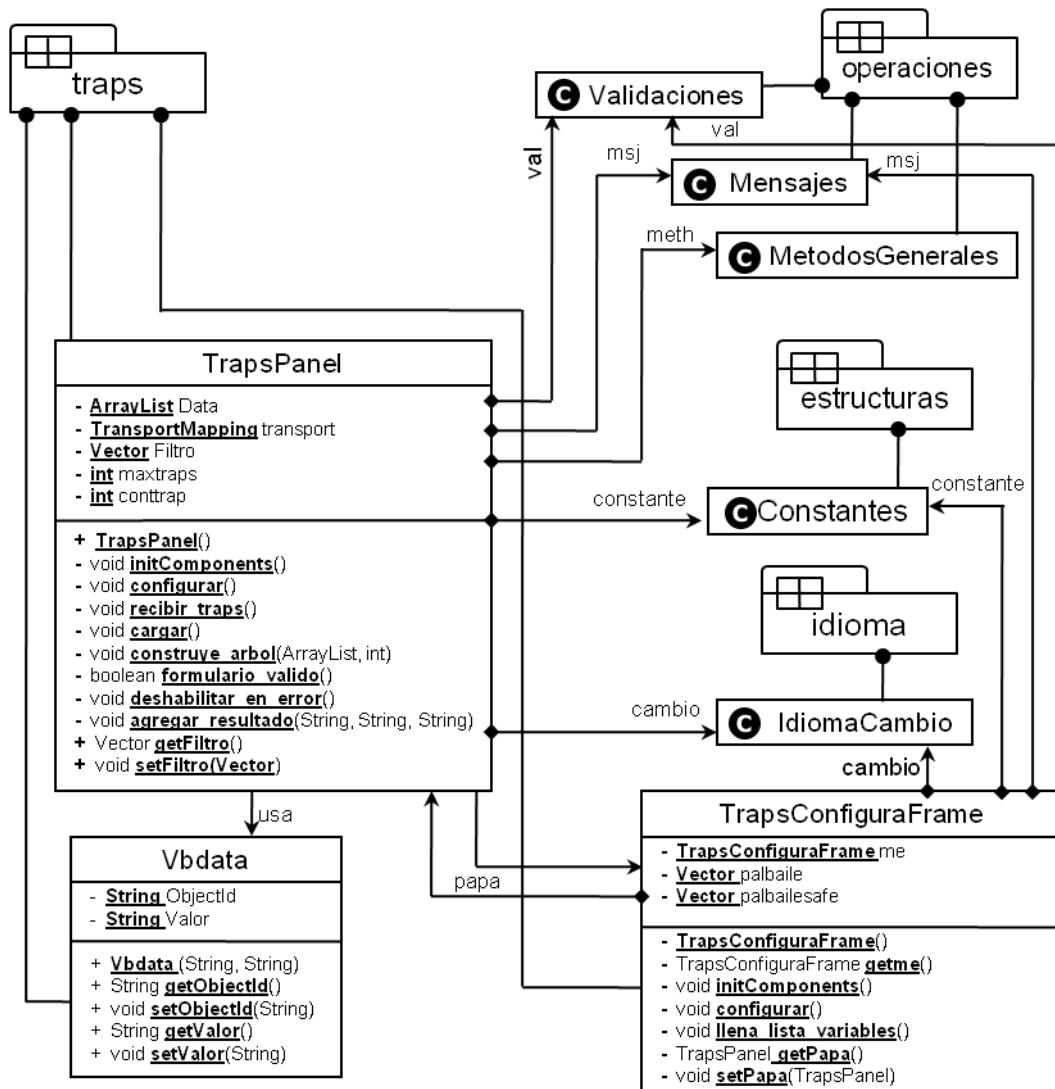 traps
operaciones
C Validaciones
val
val
msj
C Mensajes
msj
meth
C MetodosGenerales
TrapsPanel
- ArrayList Data
- TransportMapping transport
- Vector Filtro
- int maxtraps
- int conttrap
+ TrapsPanel()
- void initComponents()
- void configurar()
- void recibir_traps()
- void cargar()
- void construye_arbol(ArrayList, int)
- boolean formulario_valido()
- void deshabilitar_en_error()
- void agregar_resultado(String, String, String)
+ Vector getFiltro()
+ void setFiltro(Vector)
estructuras
constante
constante
C Constantes
idioma
cambio
C IdiomaCambio
cambio
usa
papa
Vbdata
- String ObjectId
- String Valor
+ Vbdata (String, String)
+ String getObjectId()
+ void setObjectId(String)
+ String getValor()
+ void setValor(String)
TrapsConfiguraFrame
- TrapsConfiguraFrame me
- Vector palbaile
- Vector palbailesafe
- TrapsConfiguraFrame()
- TrapsConfiguraFrame getme()
- void initComponents()
- void configurar()
- void llena_lista_variables()
- TrapsPanel getPapa()
- void setPapa(TrapsPanel)